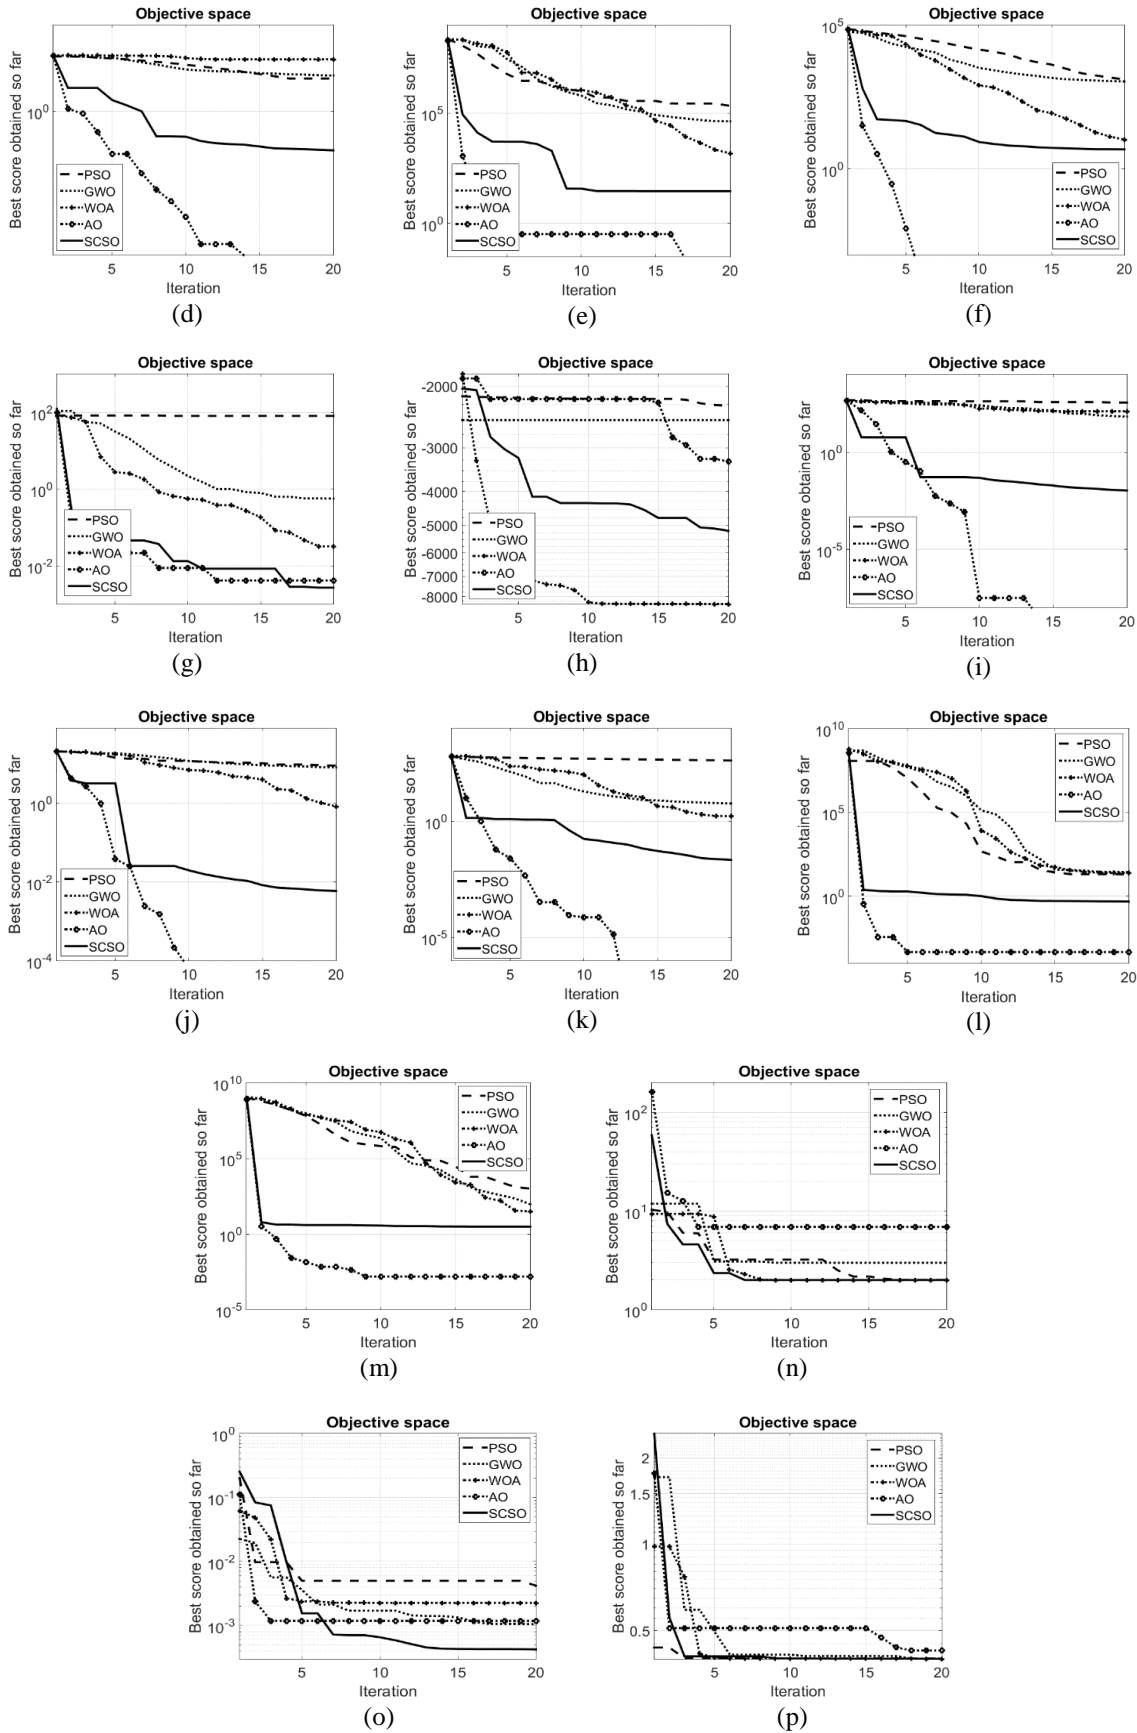 Objective space
Best score obtained so far
10^0
PSO
GWO
WOA
AO
SCSO
5 10 15 20
Iteration
(d)
Objective space
Best score obtained so far
10^5
10^0
PSO
GWO
WOA
AO
SCSO
5 10 15 20
Iteration
(e)
Objective space
Best score obtained so far
10^5
10^0
PSO
GWO
WOA
AO
SCSO
5 10 15 20
Iteration
(f)
Objective space
Best score obtained so far
10^2
10^0
10^-2
PSO
GWO
WOA
AO
SCSO
5 10 15 20
Iteration
(g)
Objective space
Best score obtained so far
-2000
-3000
-4000
-5000
-6000
-7000
-8000
PSO
GWO
WOA
AO
SCSO
5 10 15 20
Iteration
(h)
Objective space
Best score obtained so far
10^0
10^-5
PSO
GWO
WOA
AO
SCSO
5 10 15 20
Iteration
(i)
Objective space
Best score obtained so far
10^0
10^-2
10^-4
PSO
GWO
WOA
AO
SCSO
5 10 15 20
Iteration
(j)
Objective space
Best score obtained so far
10^0
10^-5
PSO
GWO
WOA
AO
SCSO
5 10 15 20
Iteration
(k)
Objective space
Best score obtained so far
10^10
10^5
10^0
PSO
GWO
WOA
AO
SCSO
5 10 15 20
Iteration
(l)
Objective space
Best score obtained so far
10^10
10^5
10^0
10^-5
PSO
GWO
WOA
AO
SCSO
5 10 15 20
Iteration
(m)
Objective space
Best score obtained so far
10^2
10^1
10^0
PSO
GWO
WOA
AO
SCSO
5 10 15 20
Iteration
(n)
Objective space
Best score obtained so far
10^0
10^-1
10^-2
10^-3
PSO
GWO
WOA
AO
SCSO
5 10 15 20
Iteration
(o)
Objective space
Best score obtained so far
2
1.5
1
0.5
PSO
GWO
WOA
AO
SCSO
5 10 15 20
Iteration
(p)